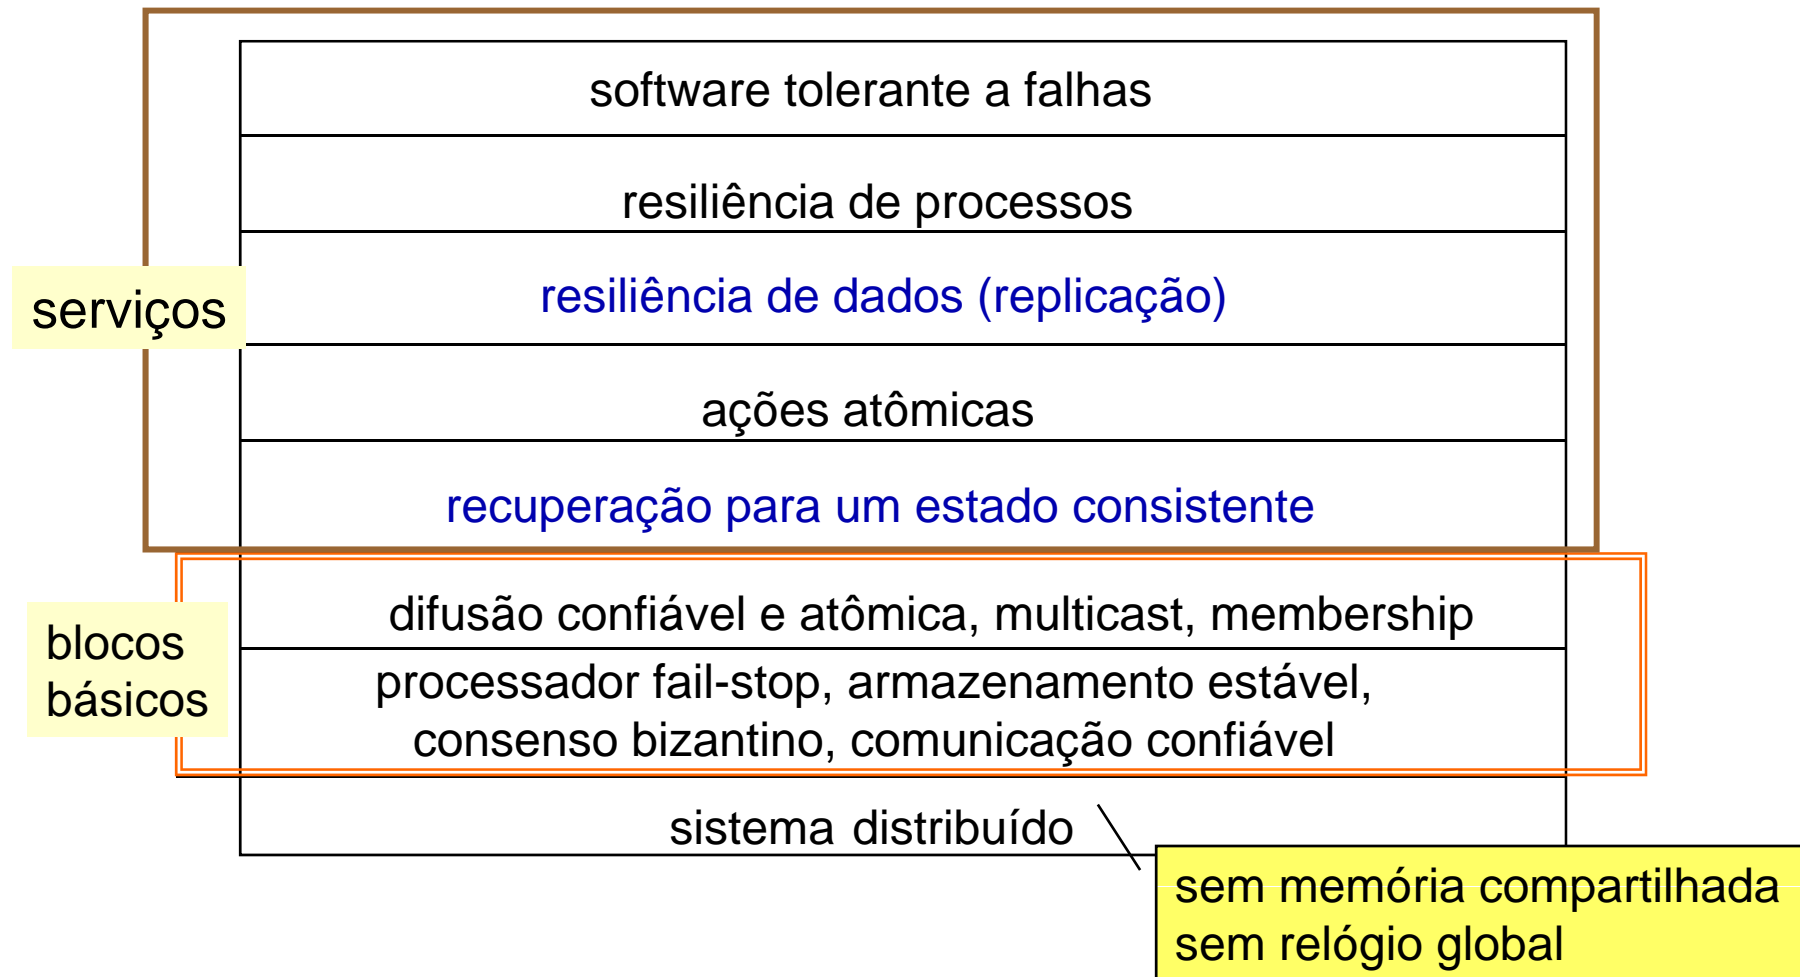 software tolerante a falhas
resiliência de processos
resiliência de dados (replicação)
serviços
ações atômicas
recuperação para um estado consistente
difusão confiável e atômica, multicast, membership
blocos
básicos
processador fail-stop, armazenamento estável,
consenso bizantino, comunicação confiável
sistema distribuído
sem memória compartilhada
sem relógio global